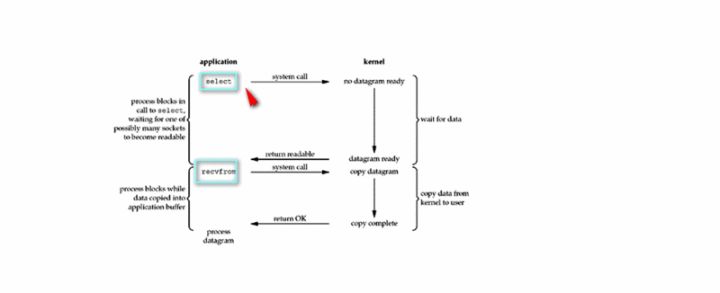 application
kernel
select
system call
no datagram ready
process blocks in
call to select,
waiting for one of
possibly many sockets
to become readable
wait for data
return readable
datagram ready
recvfrom
system call
copy datagram
process blocks while
data copied into
application buffer
copy data from
kernel to user
return OK
copy complete
process
datagram